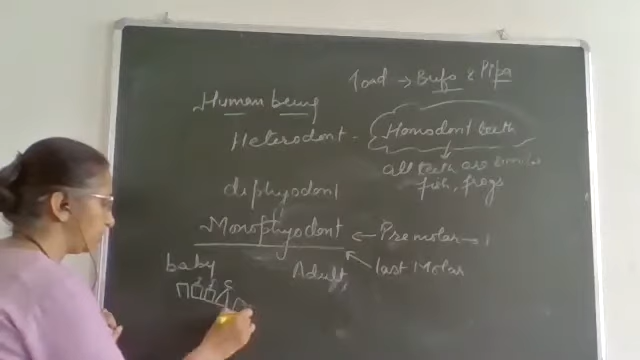 Toad → Bufo & Pipa
Human being
Heterodont - Homodont teeth
all teeth are similar
fish, frogs
diphyodont
Monophyodont ← Premolar → 1
last Molar
baby Adult